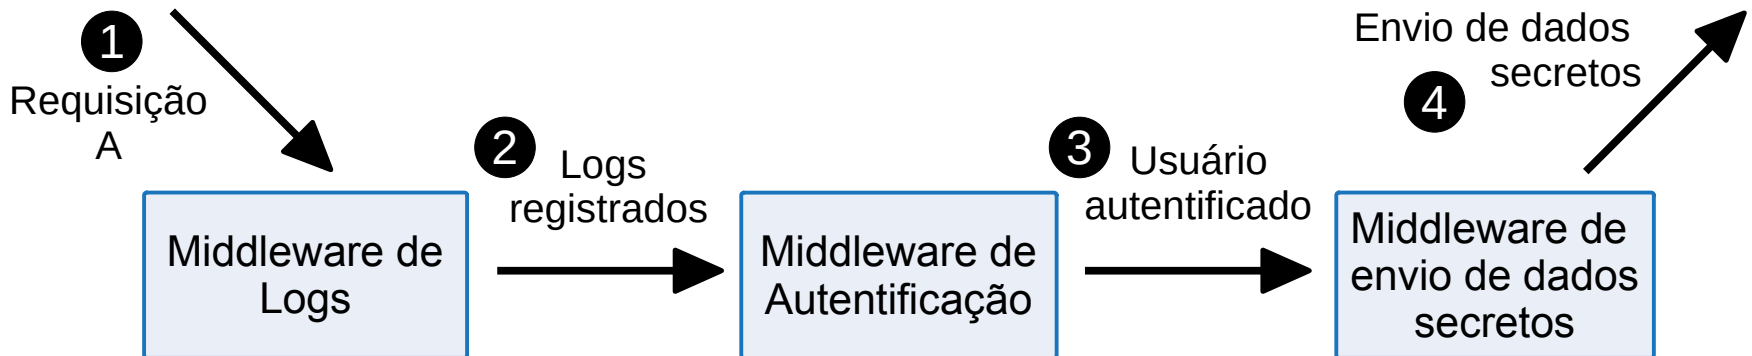 1
Requisição
A
Middleware de
Logs
2
Logs
registrados
Middleware de
Autentificação
3
Usuário
autentificado
Middleware de
envio de dados
secretos
Envio de dados
secretos
4